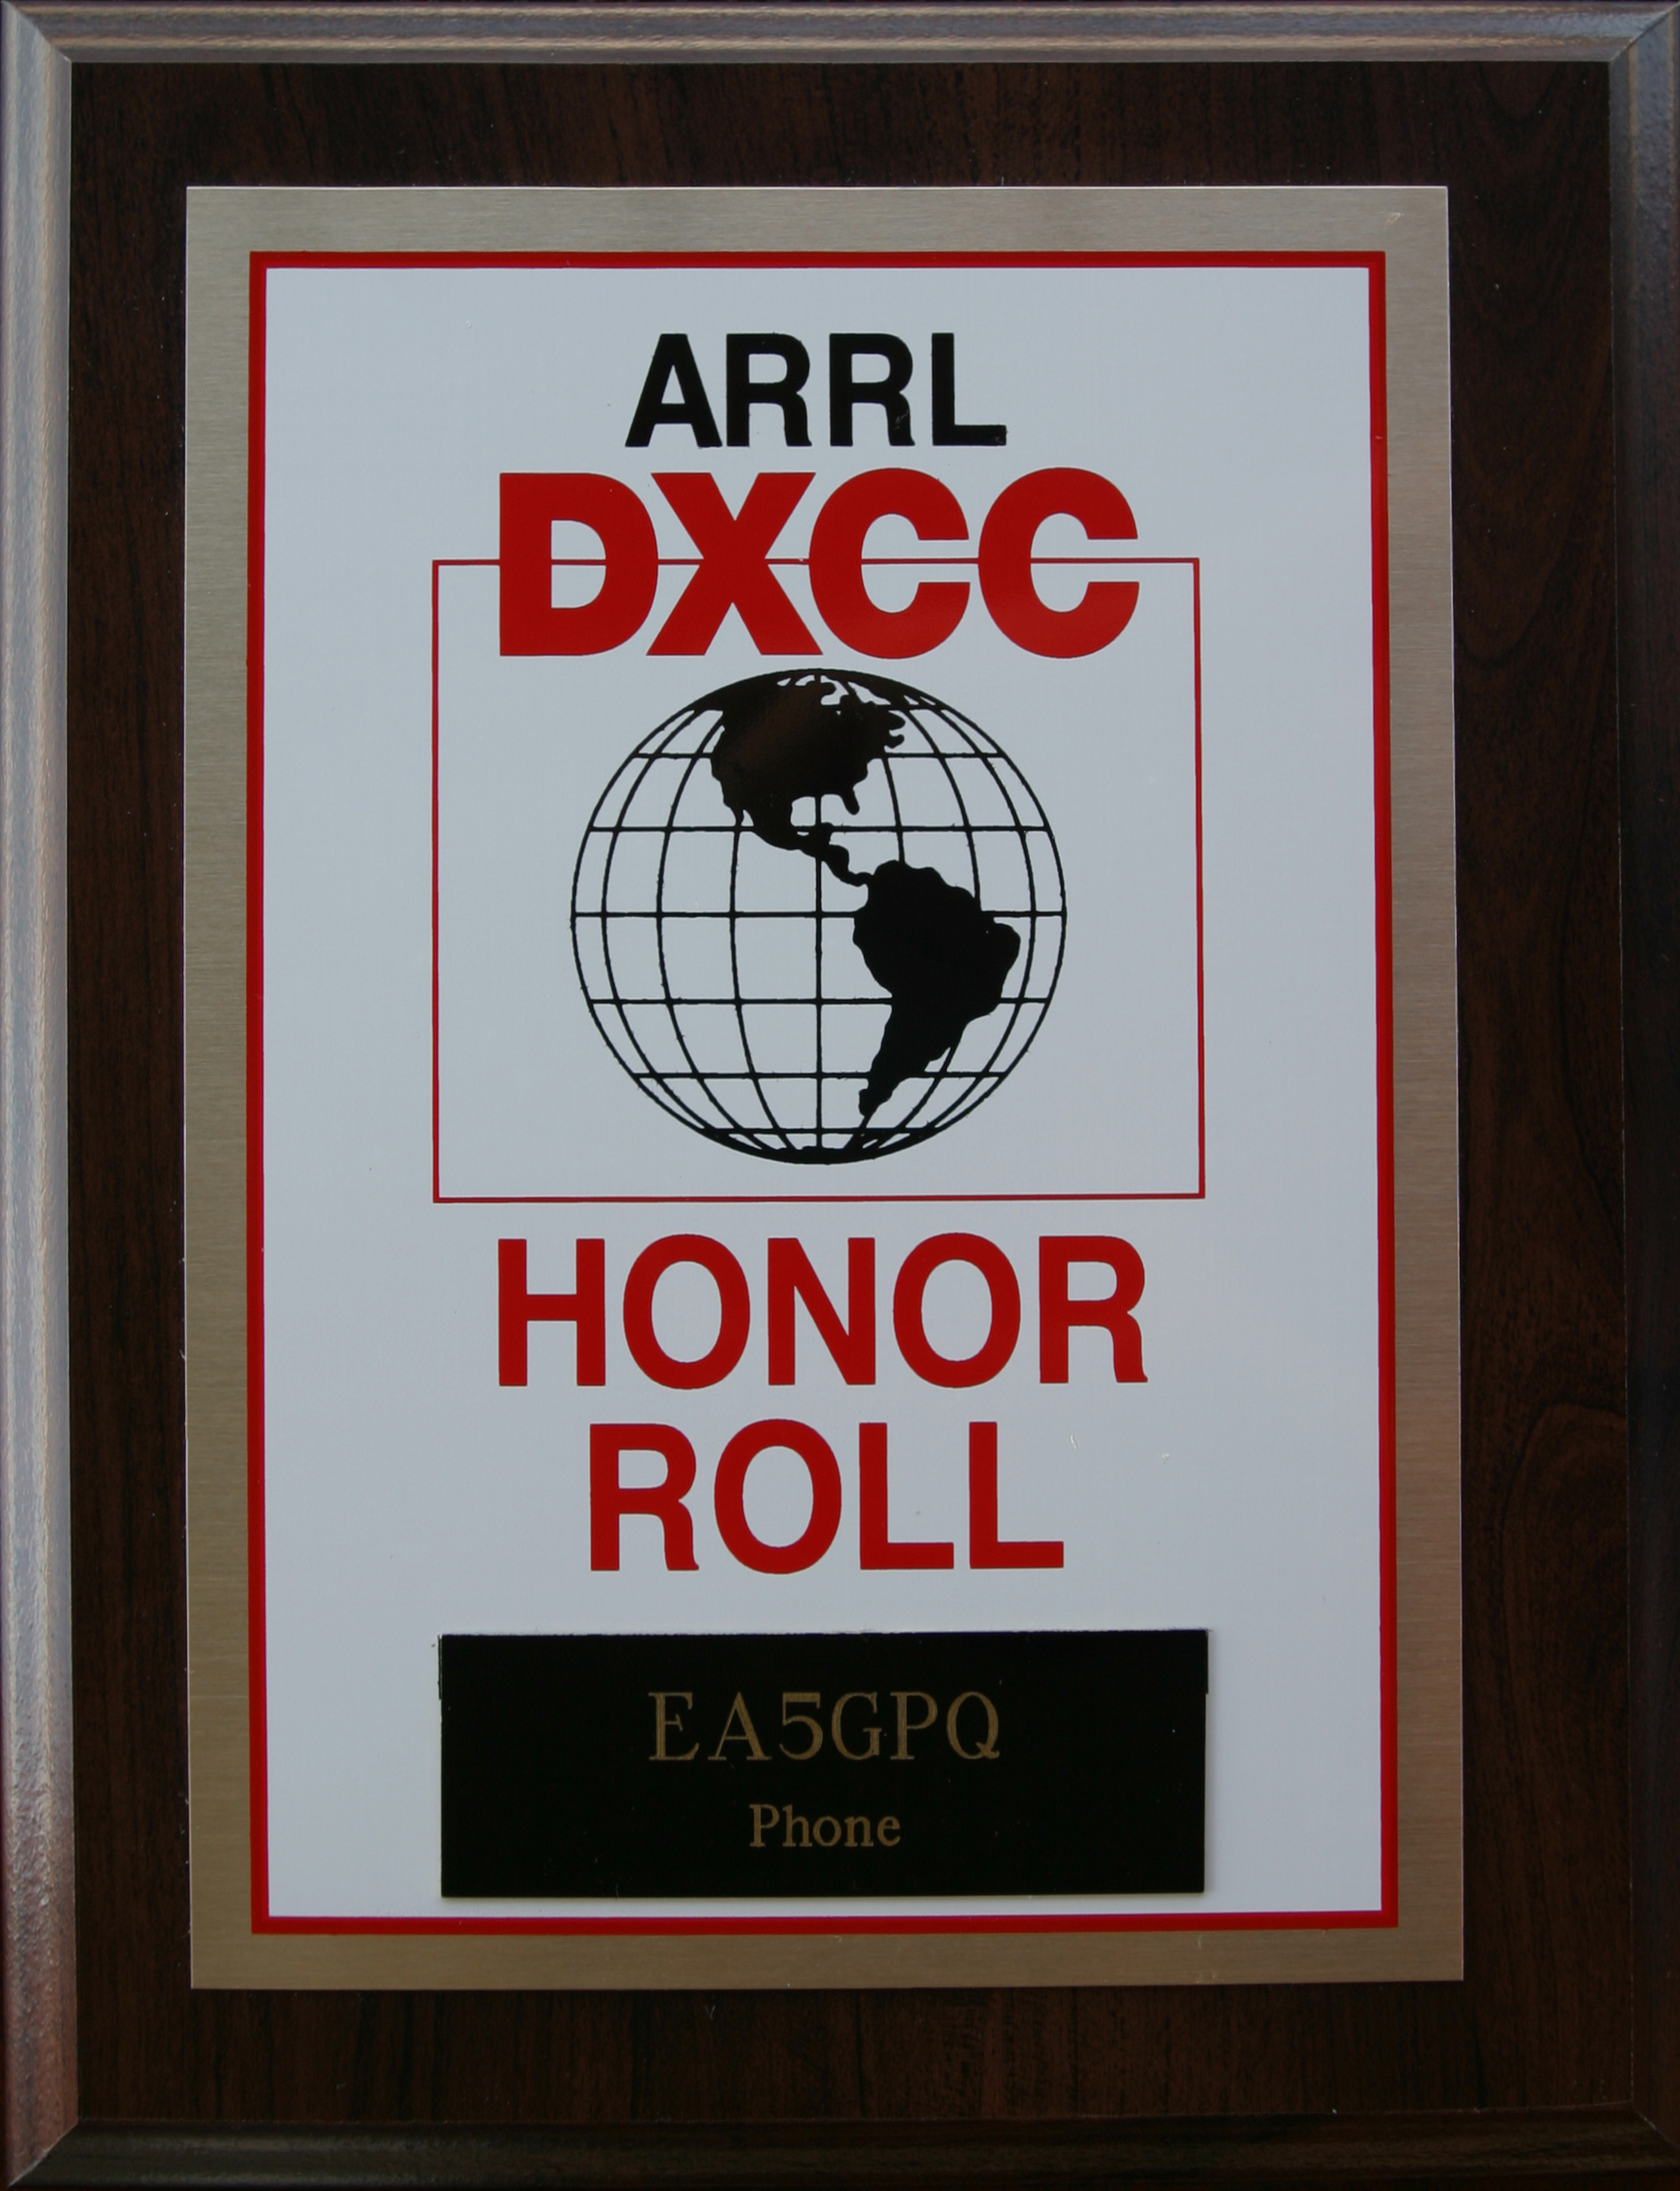 ARRL
DXCC
HONOR
ROLL
EA5GPQ
Phone